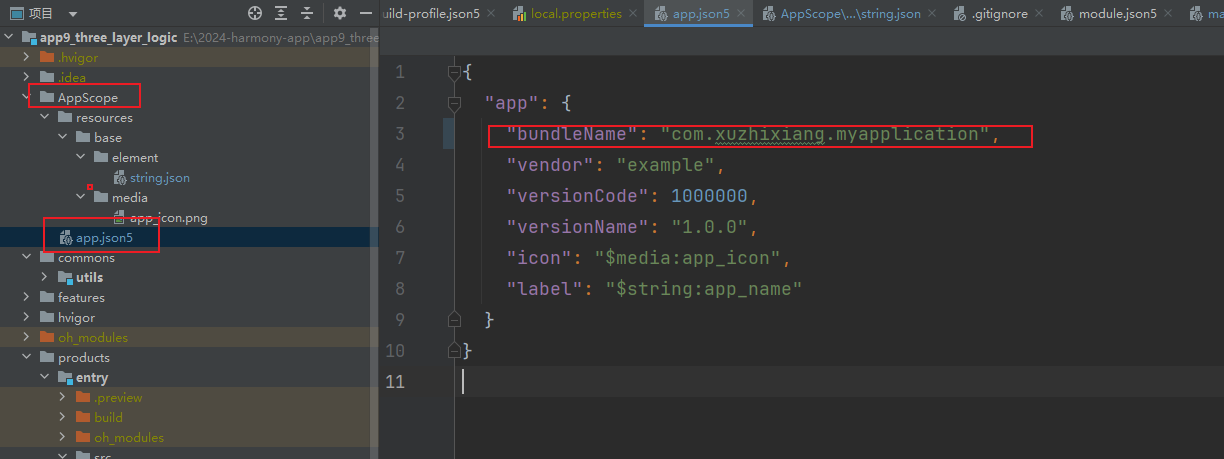 项目
app9_three_layer_logic E:\2024-harmony-app\app9_three
.hvigor
.idea
AppScope
resources
base
element
string.json
media
app_icon.png
app.json5
commons
utils
features
hvigor
oh_modules
products
entry
.preview
build
oh_modules
src
uild-profile.json5 local.properties app.json5 AppScope\...\string.json .gitignore module.json5 ma
1 {
2 "app": {
3 "bundleName": "com.xuzhixiang.myapplication",
4 "vendor": "example",
5 "versionCode": 1000000,
6 "versionName": "1.0.0",
7 "icon": "$media:app_icon",
8 "label": "$string:app_name"
9 }
10 }
11